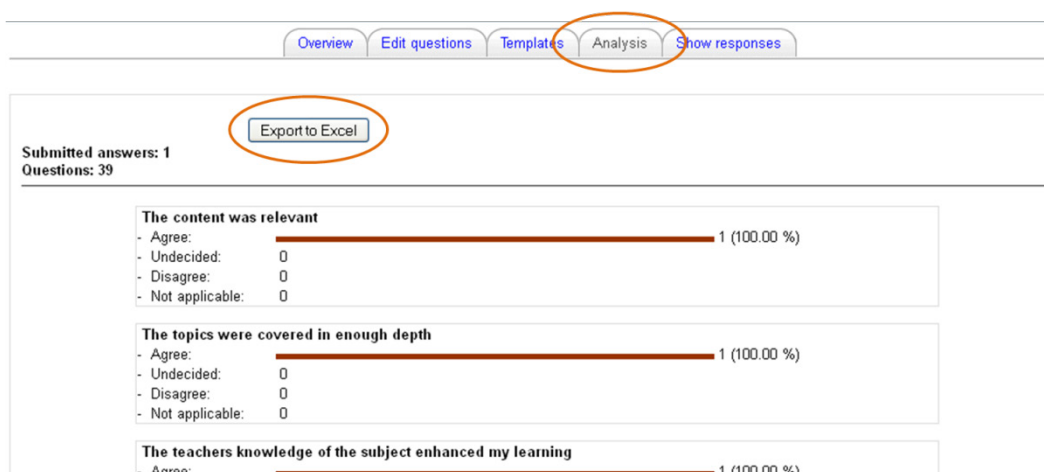 Overview Edit questions Templates Analysis Show responses
Export to Excel
Submitted answers: 1
Questions: 39
The content was relevant
- Agree: 1 (100.00 %)
- Undecided: 0
- Disagree: 0
- Not applicable: 0
The topics were covered in enough depth
- Agree: 1 (100.00 %)
- Undecided: 0
- Disagree: 0
- Not applicable: 0
The teachers knowledge of the subject enhanced my learning
- Agree: 1 (100.00 %)